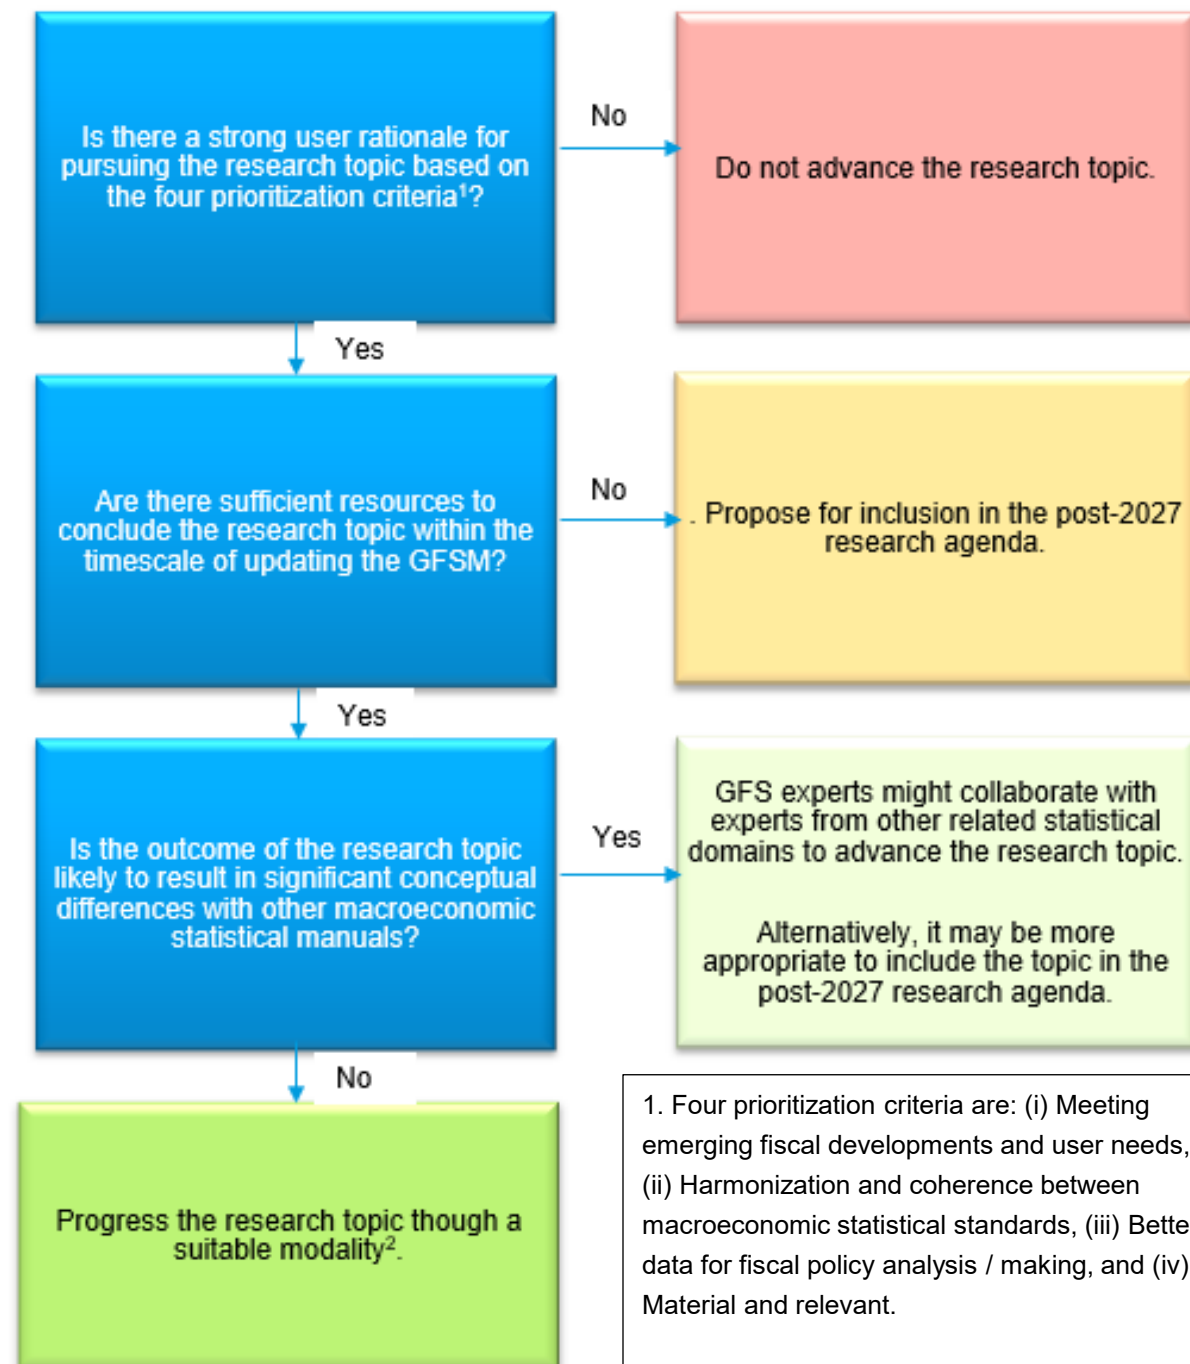 Is there a strong user rationale for
pursuing the research topic based on
the four prioritization criteria¹?
No
Do not advance the research topic.
Yes
Are there sufficient resources to
conclude the research topic within the
timescale of updating the GFSM?
No
. Propose for inclusion in the post-2027
research agenda.
Yes
Is the outcome of the research topic
likely to result in significant conceptual
differences with other macroeconomic
statistical manuals?
Yes
GFS experts might collaborate with
experts from other related statistical
domains to advance the research topic.
Alternatively, it may be more
appropriate to include the topic in the
post-2027 research agenda.
No
Progress the research topic though a
suitable modality².
1. Four prioritization criteria are: (i) Meeting
emerging fiscal developments and user needs,
(ii) Harmonization and coherence between
macroeconomic statistical standards, (iii) Bette
data for fiscal policy analysis / making, and (iv)
Material and relevant.